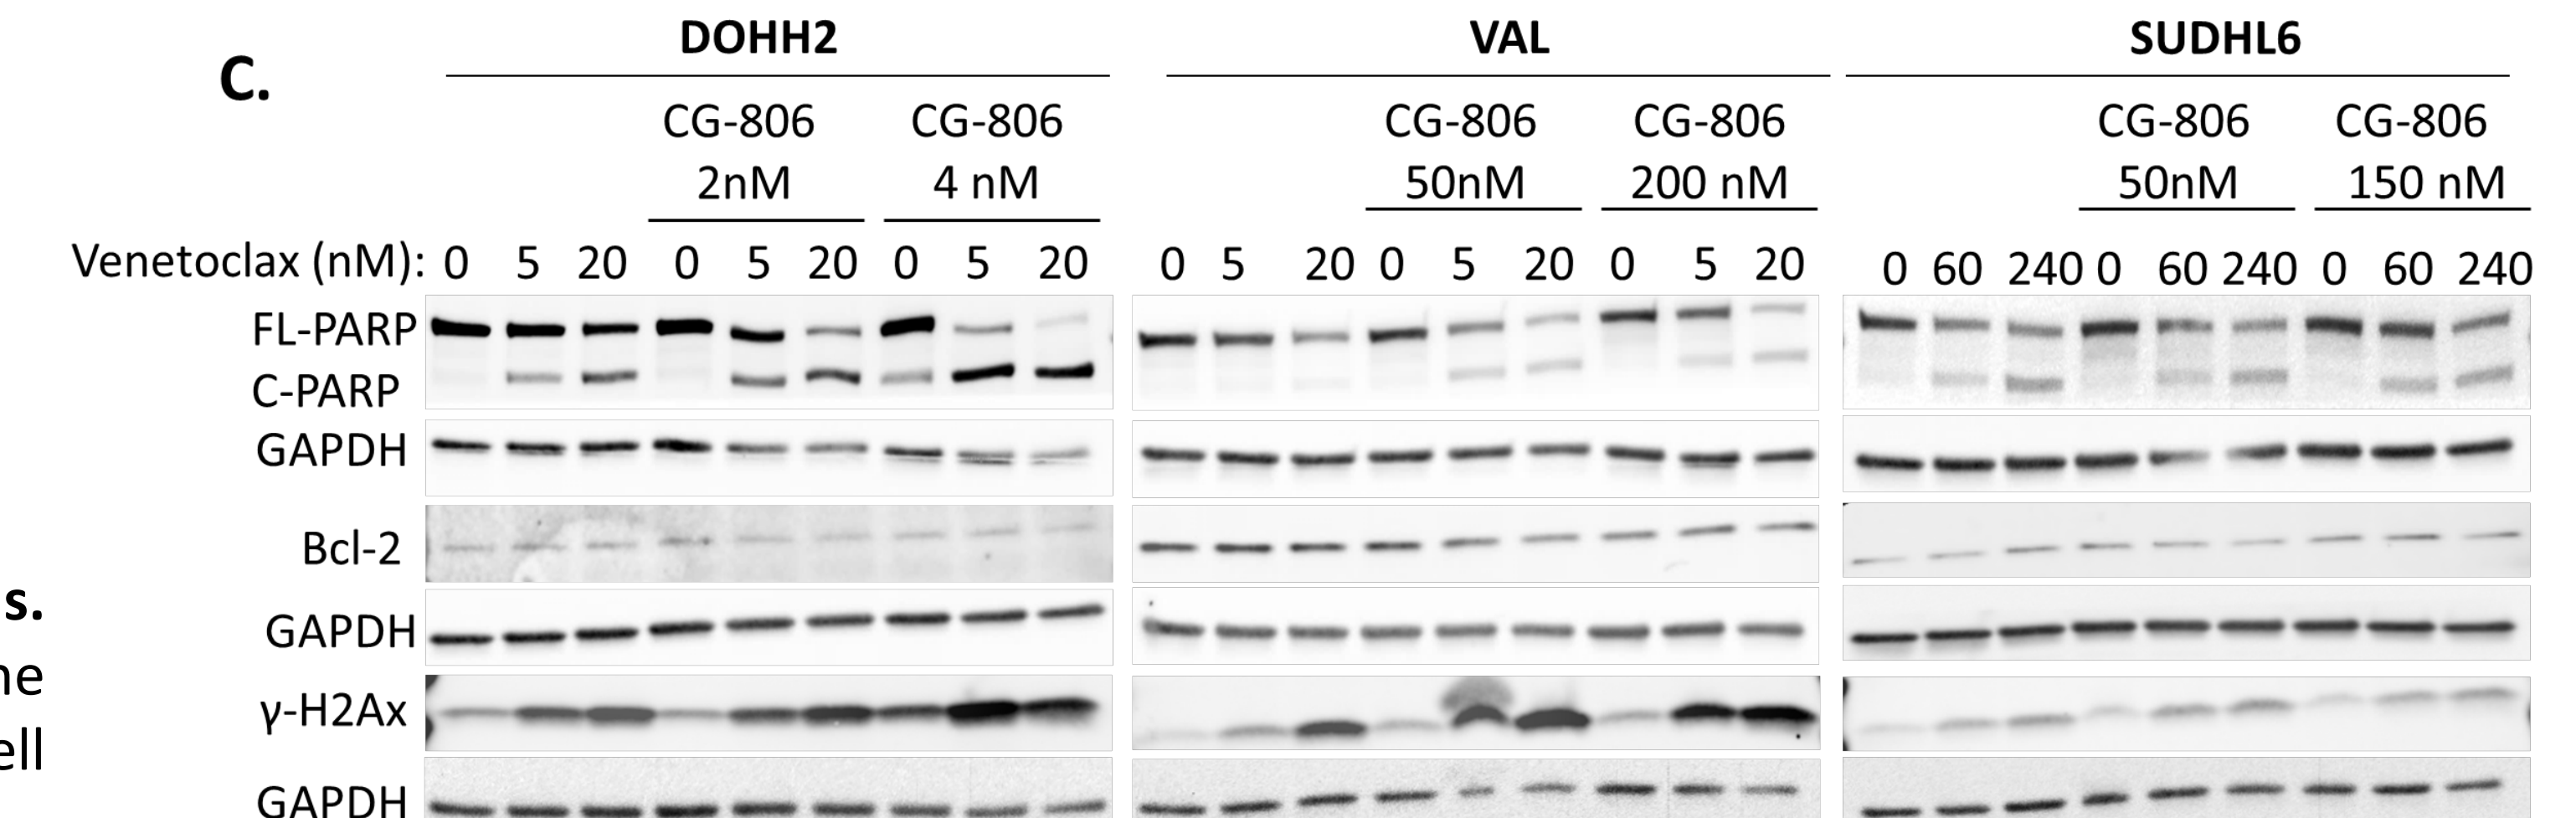 C.
DOHH2 VAL SUDHL6
CG-806 CG-806 CG-806 CG-806 CG-806 CG-806
2nM 4 nM 50nM 200 nM 50nM 150 nM
Venetoclax (nM): 0 5 20 0 5 20 0 5 20 0 5 20 0 5 20 0 5 20 0 60 240 0 60 240 0 60 240
FL-PARP
C-PARP
GAPDH
Bcl-2
s.
GAPDH
ne
γ-H2Ax
ell
GAPDH